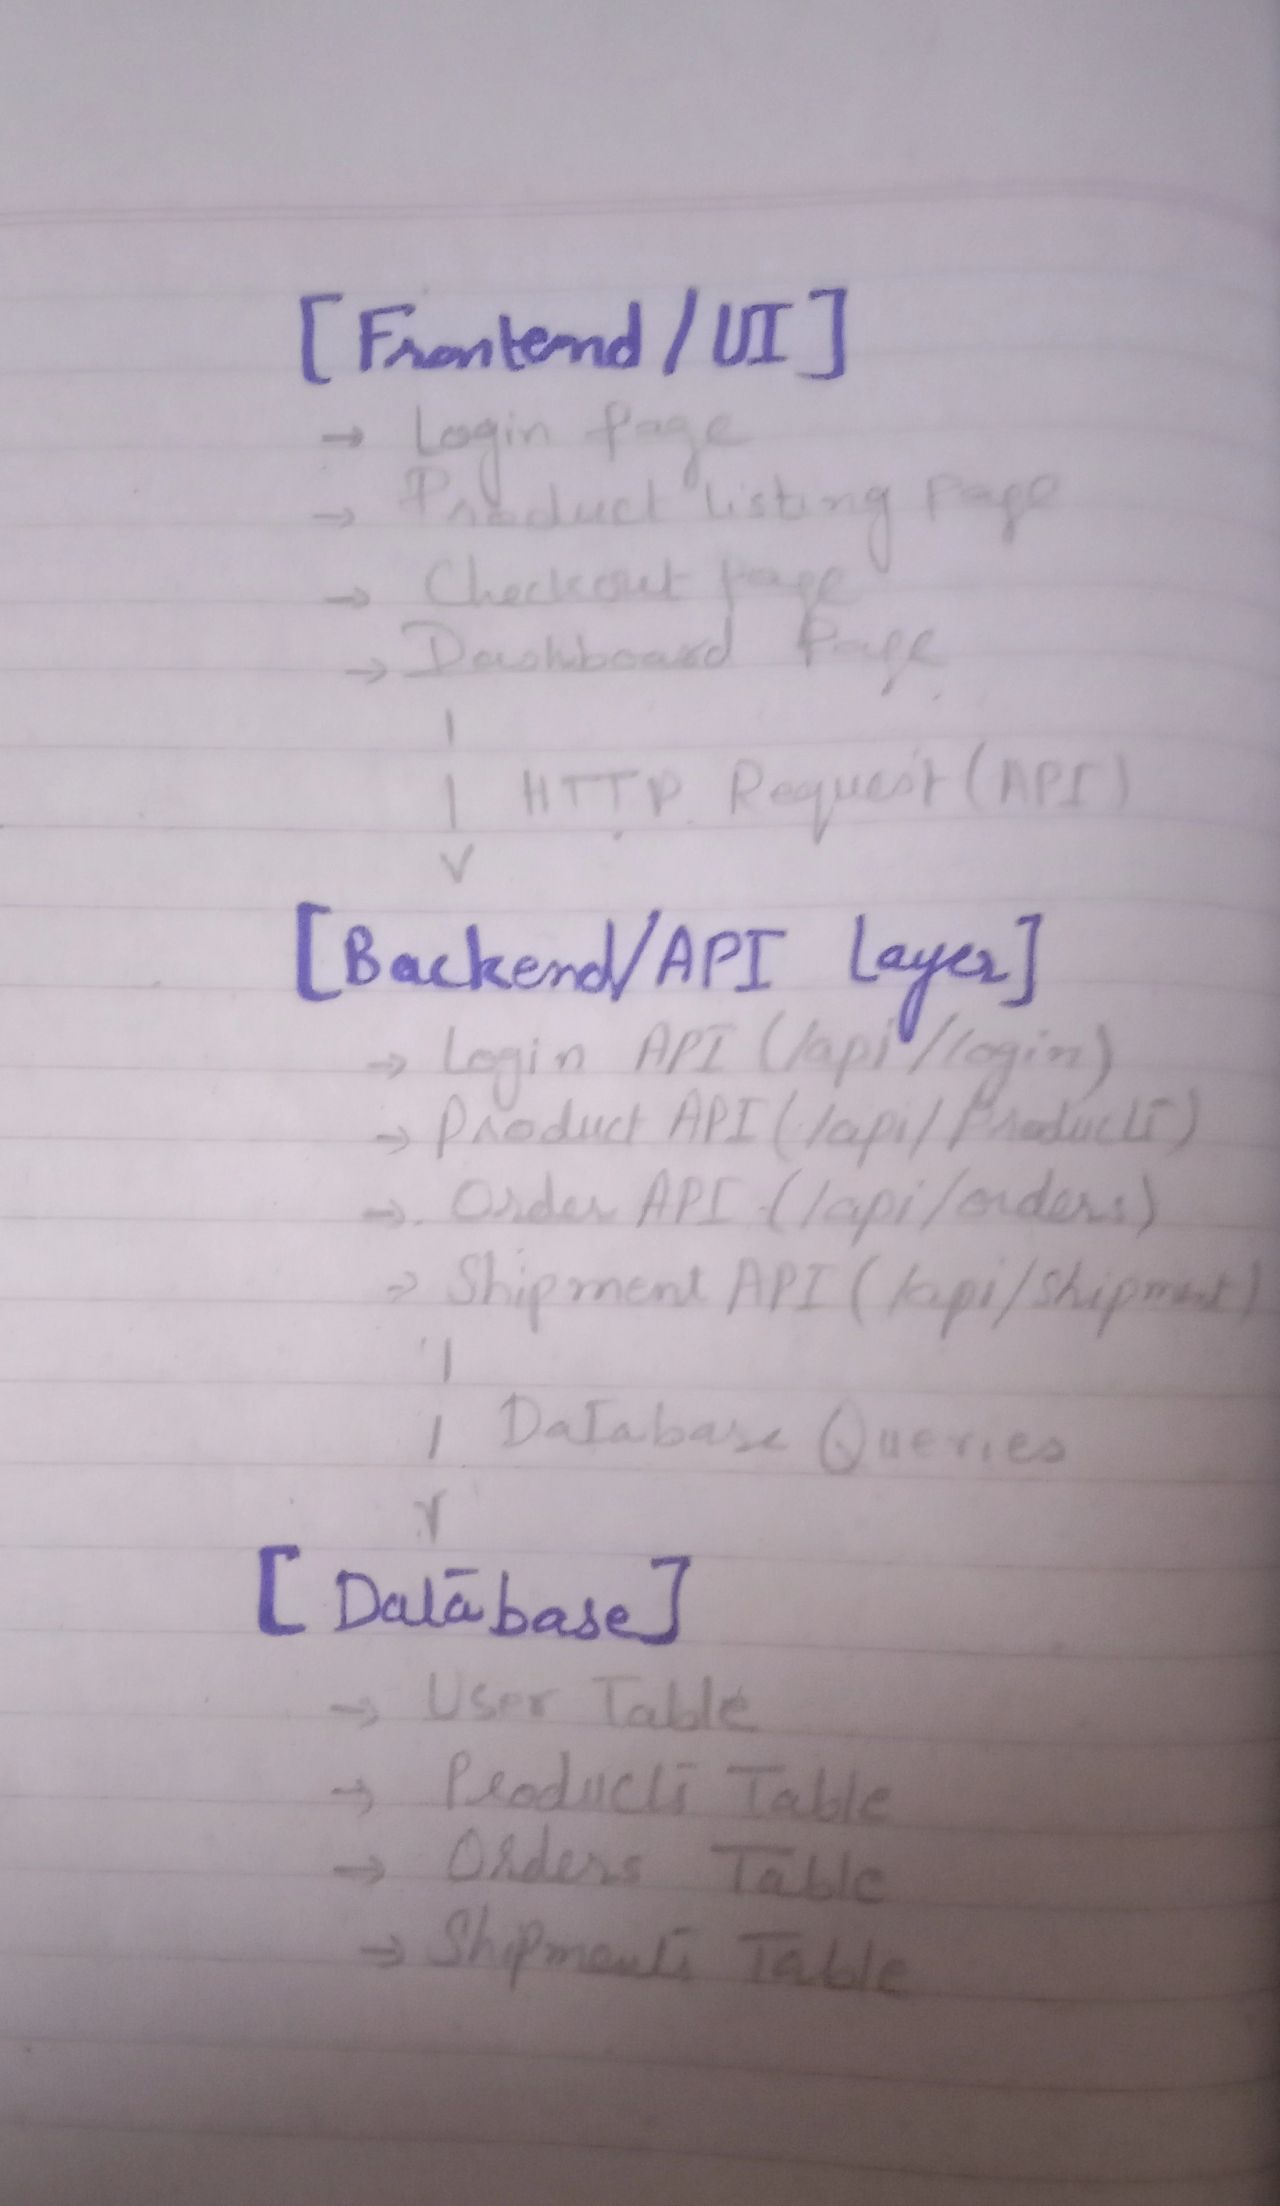 [Frontend/UI]
→ Login Page
→ Product listing Page
→ Checkout page
→ Dashboard Page
HTTP Request (API)
[Backend/API Layer]
→ Login API (/api/login)
→ Product API (/api/Products)
→ Order API (/api/orders)
→ Shipment API (/api/Shipment)
Database Queries
[Database]
→ User Table
→ Products Table
→ Orders Table
→ Shipments Table